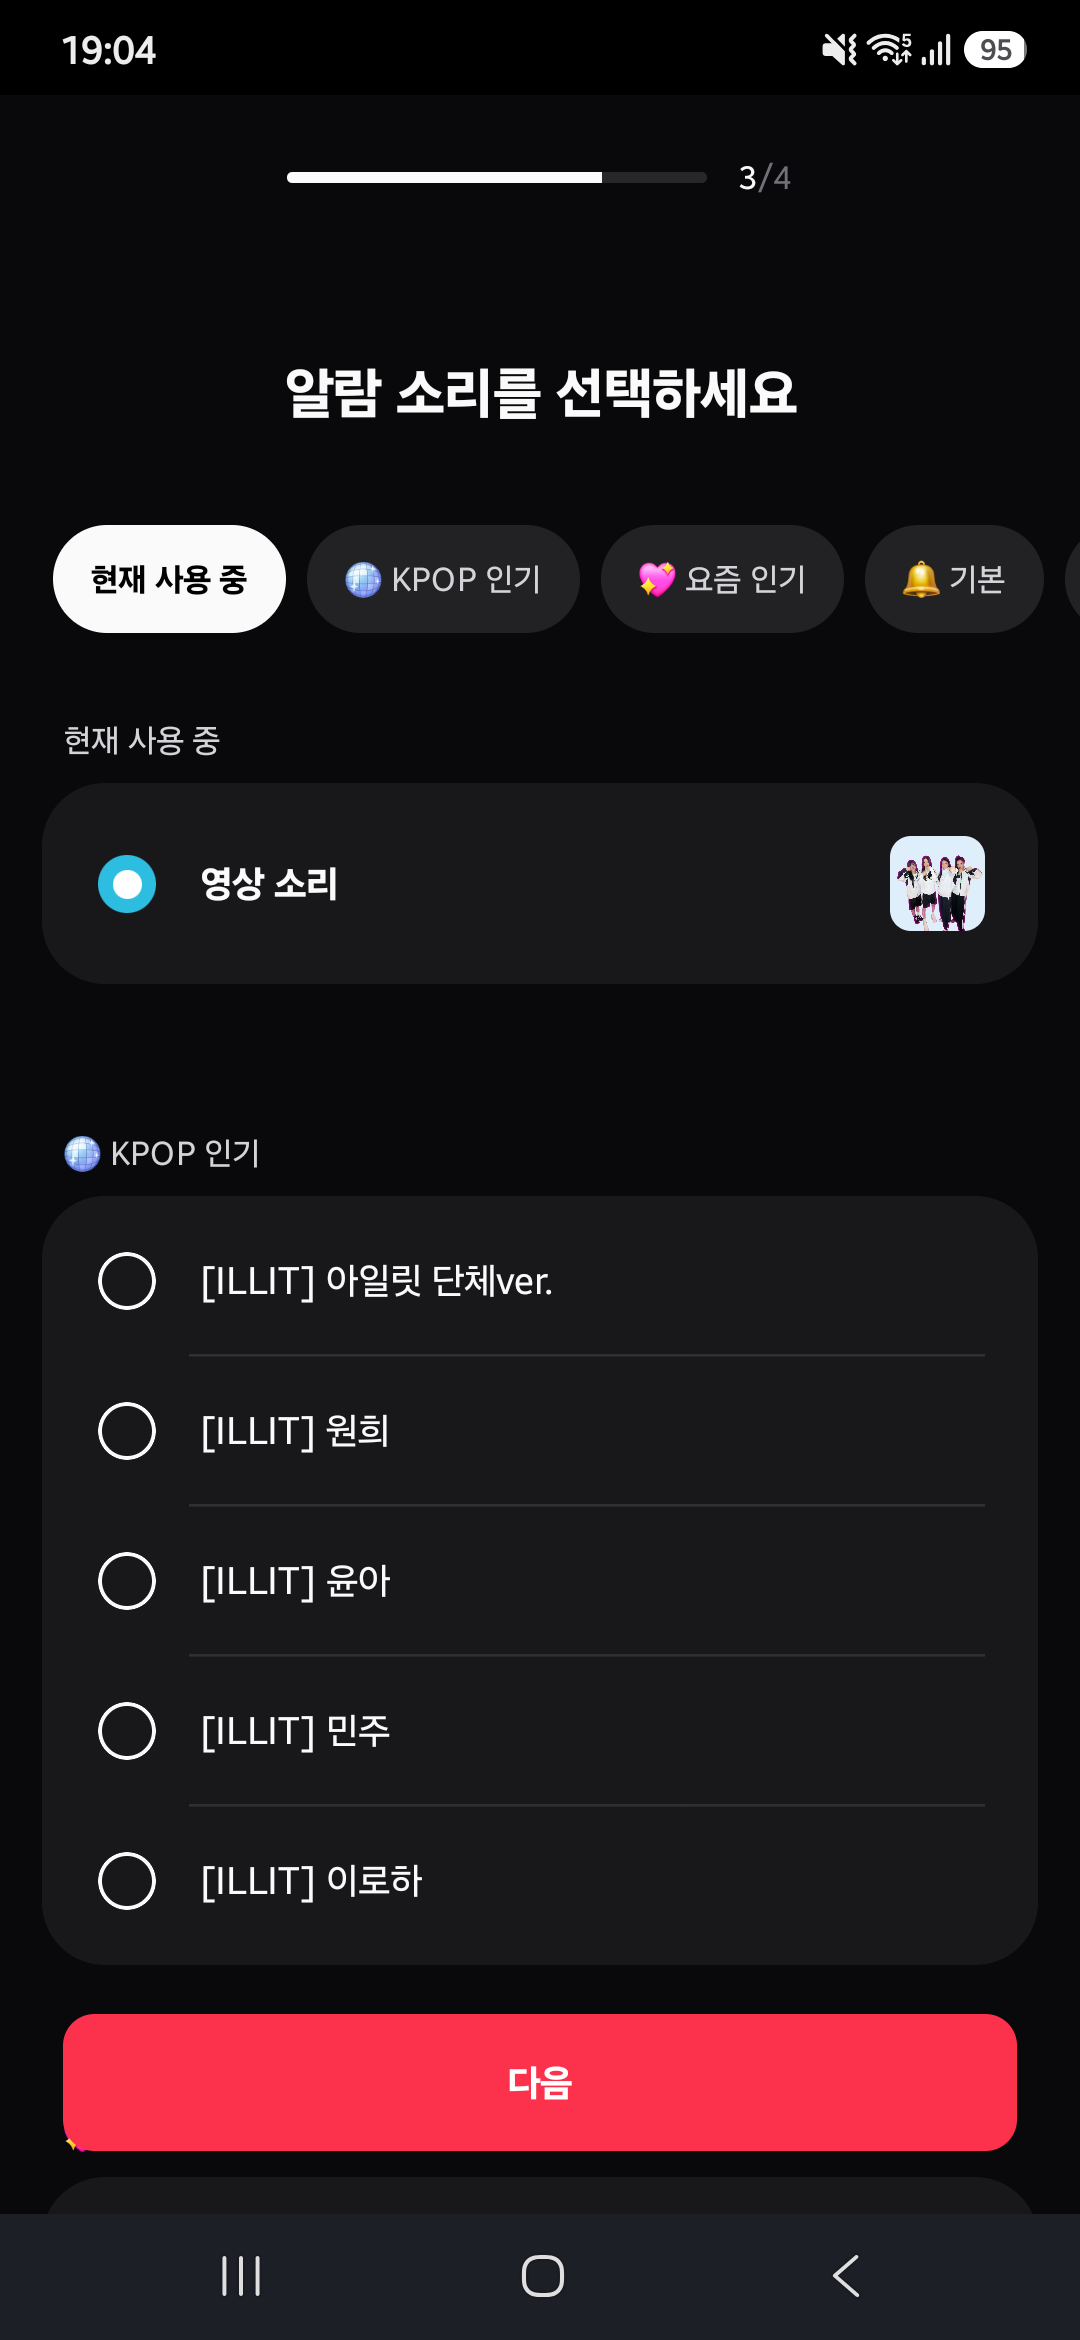 19:04
5
95
3/4
알람 소리를 선택하세요
현재 사용 중
KPOP 인기
요즘 인기
기본
현재 사용 중
영상 소리
KPOP 인기
[ILLIT] 아일릿 단체ver.
[ILLIT] 원희
[ILLIT] 윤아
[ILLIT] 민주
[ILLIT] 이로하
다음